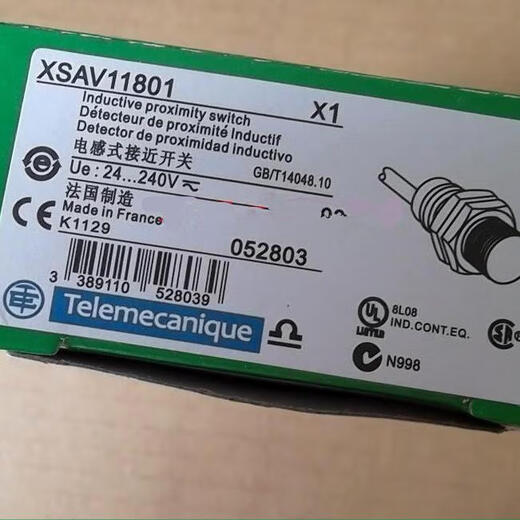 XSAV11801 X1
Inductive proximity switch
Détecteur de proximité Inductif
Detector de proximidad inductivo
电感式接近开关 GB/T14048.10
Ue : 24...240V
法国制造
Made in France
CE K1129 052803
3 389110 528039
Telemecanique
UL LISTED 8L08
IND.CONT.EQ.
N998